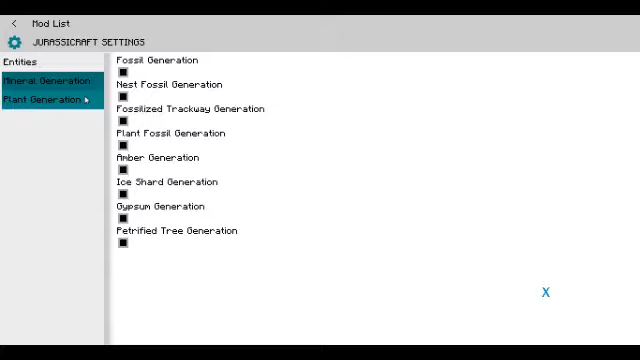 Mod List
JURASSICRAFT SETTINGS
Entities
Mineral Generation
Plant Generation
Fossil Generation
Nest Fossil Generation
Fossilized Trackway Generation
Plant Fossil Generation
Amber Generation
Ice Shard Generation
Gypsum Generation
Petrified Tree Generation
X